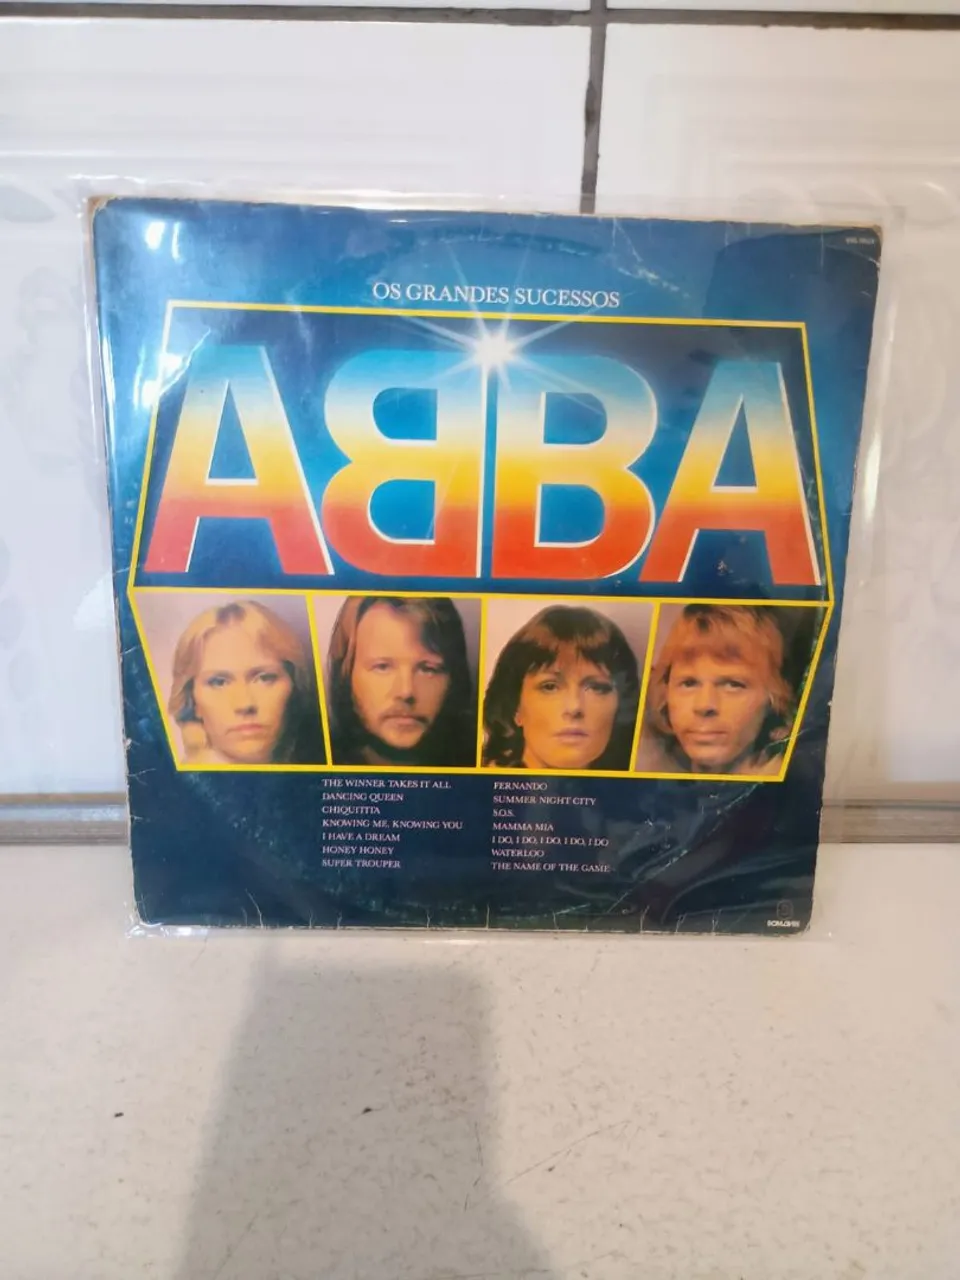 OS GRANDES SUCESSOS
ABBA
THE WINNER TAKES IT ALL
DANCING QUEEN
CHIQUITITA
KNOWING ME, KNOWING YOU
I HAVE A DREAM
HONEY HONEY
SUPER TROUPER
FERNANDO
SUMMER NIGHT CITY
S.O.S.
MAMMA MIA
I DO, I DO, I DO, I DO, I DO
WATERLOO
THE NAME OF THE GAME